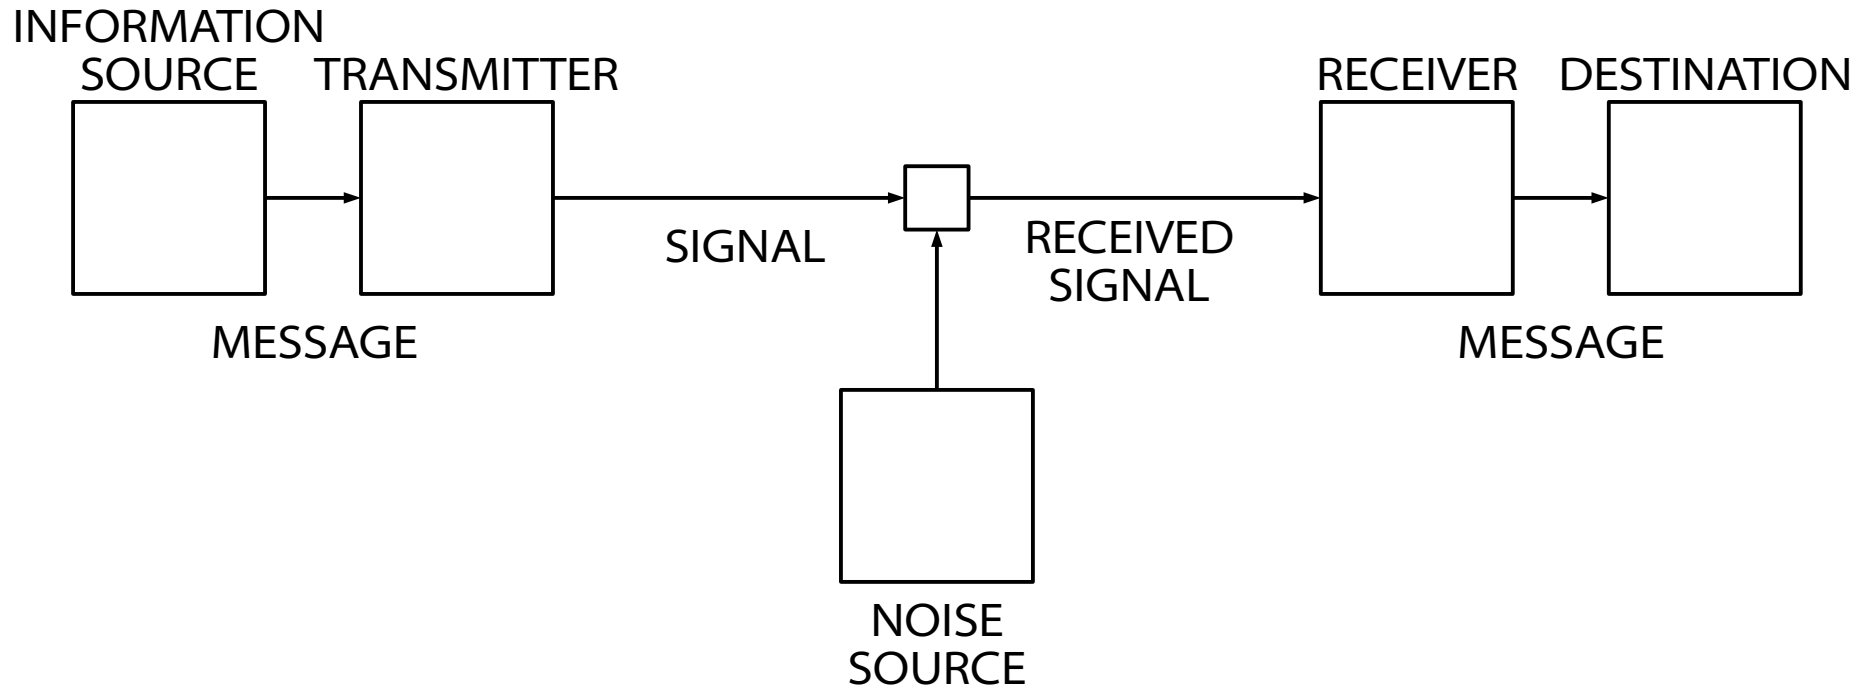 INFORMATION
SOURCE
TRANSMITTER
RECEIVER
DESTINATION
SIGNAL
RECEIVED
SIGNAL
MESSAGE
MESSAGE
NOISE
SOURCE